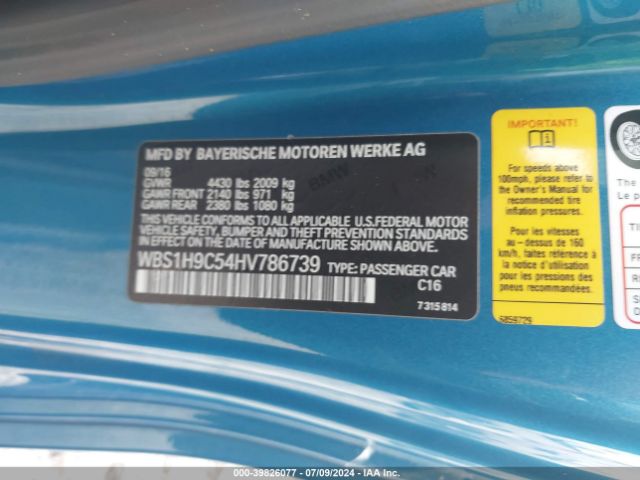 MFD BY BAYERISCHE MOTOREN WERKE AG
09/16
GVWR 4430 lbs 2009 kg
GAWR FRONT 2140 lbs 971 kg
GAWR REAR 2380 lbs 1080 kg
THIS VEHICLE CONFORMS TO ALL APPLICABLE U.S.FEDERAL MOTOR
VEHICLE SAFETY, BUMPER AND THEFT PREVENTION STANDARDS
IN EFFECT ON THE DATE OF MANUFACTURE SHOWN ABOVE.
WBS1H9C54HV786739 TYPE: PASSENGER CAR
C16
7315814
IMPORTANT!
For speeds above
100mph, please refer to
the Owner's Manual for
recommended tire
inflation pressures.
Pour les vitesses au
- dessus de 160
km/h, faites référence à
la notice d'utilisation
pour les pressions des
pneus recommandées.
6859729
The
Le p
000-39826077 - 07/09/2024 - IAA Inc.